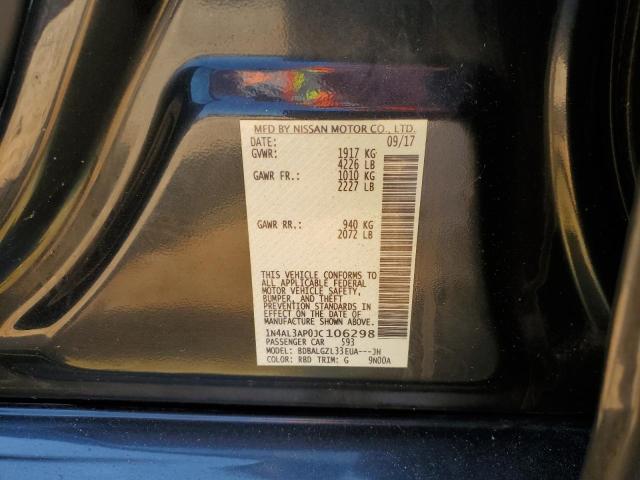 MFD BY NISSAN MOTOR CO., LTD.
DATE: 09/17
GVWR: 1917 KG
4226 LB
GAWR FR.: 1010 KG
2227 LB
GAWR RR.: 940 KG
2072 LB
THIS VEHICLE CONFORMS TO
ALL APPLICABLE FEDERAL
MOTOR VEHICLE SAFETY,
BUMPER, AND THEFT
PREVENTION STANDARDS IN
EFFECT ON THE DATE OF
MANUFACTURE SHOWN ABOVE.
1N4AL3AP0JC106298
PASSENGER CAR 593
MODEL: BDBALGZL33EUA---JN
COLOR: RBD TRIM: G 9N00A